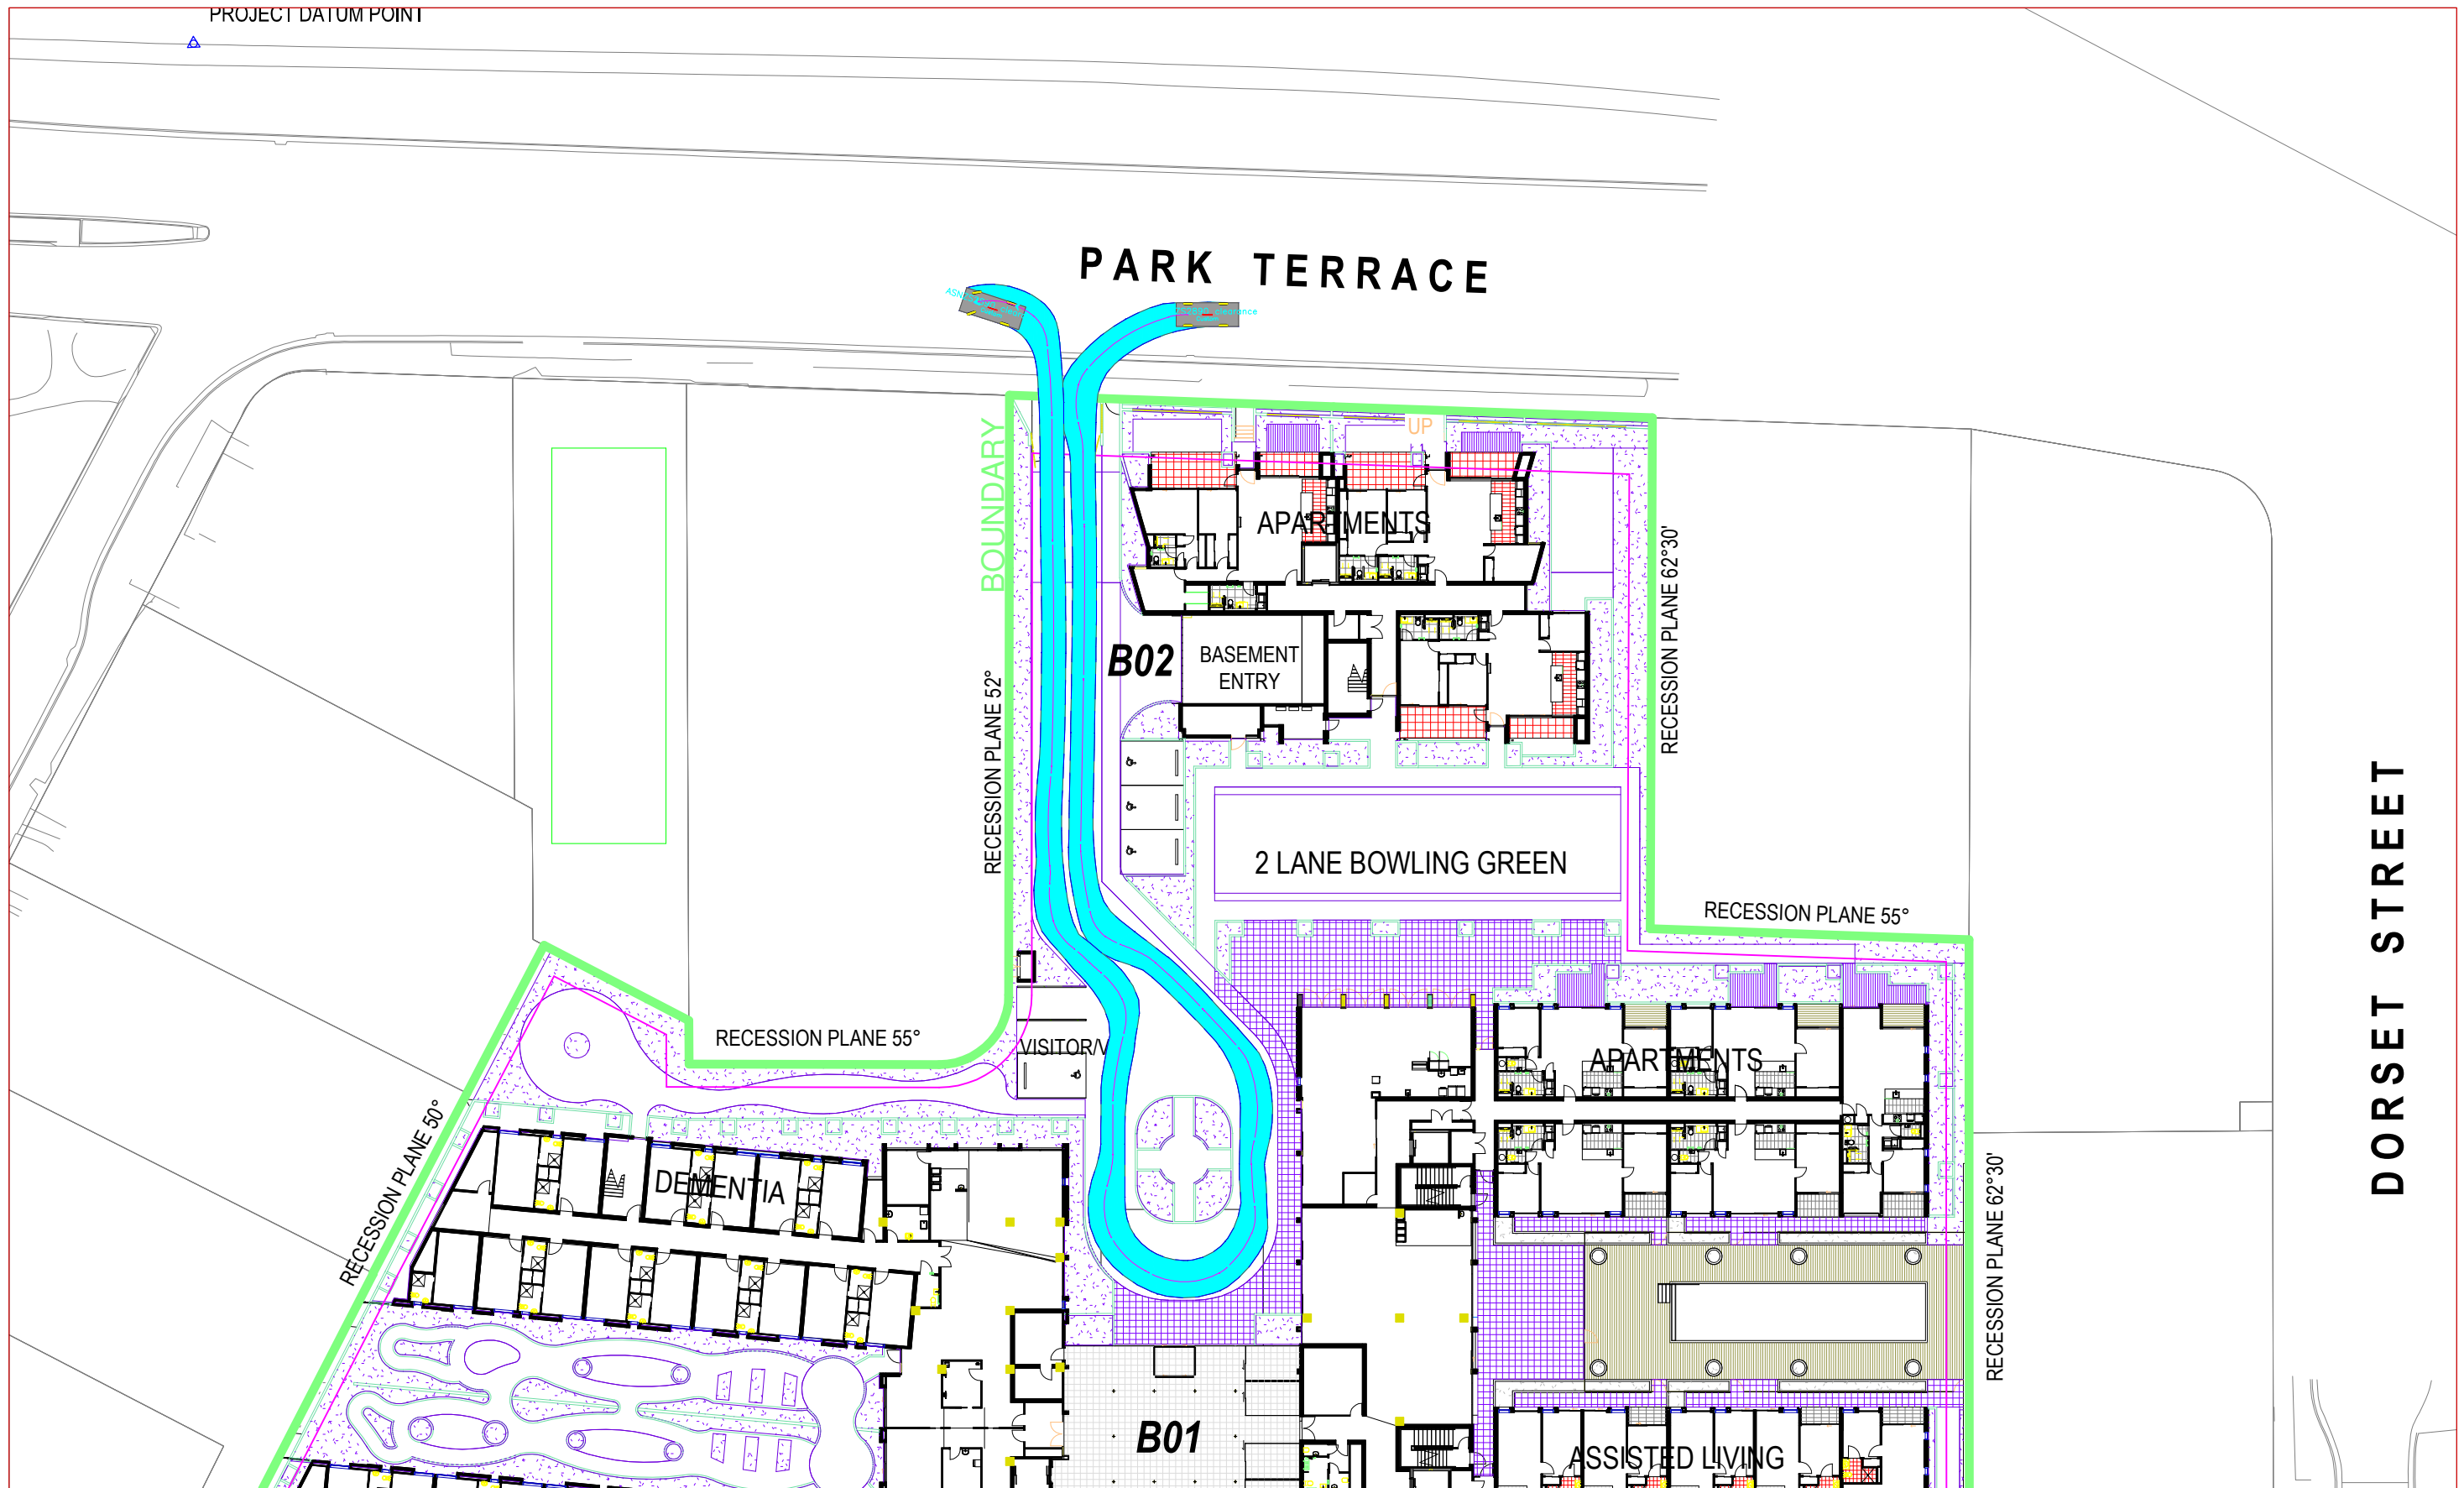 PROJECT DATUM POINT
PARK TERRACE
BOUNDARY
UP
APARTMENTS
RECESSION PLANE 62°30'
B02
BASEMENT
ENTRY
RECESSION PLANE 52°
2 LANE BOWLING GREEN
DORSET STREET
RECESSION PLANE 55°
RECESSION PLANE 55°
VISITOR/V
APARTMENTS
RECESSION PLANE 50°
DEMENTIA
RECESSION PLANE 62°30'
B01
ASSISTED LIVING